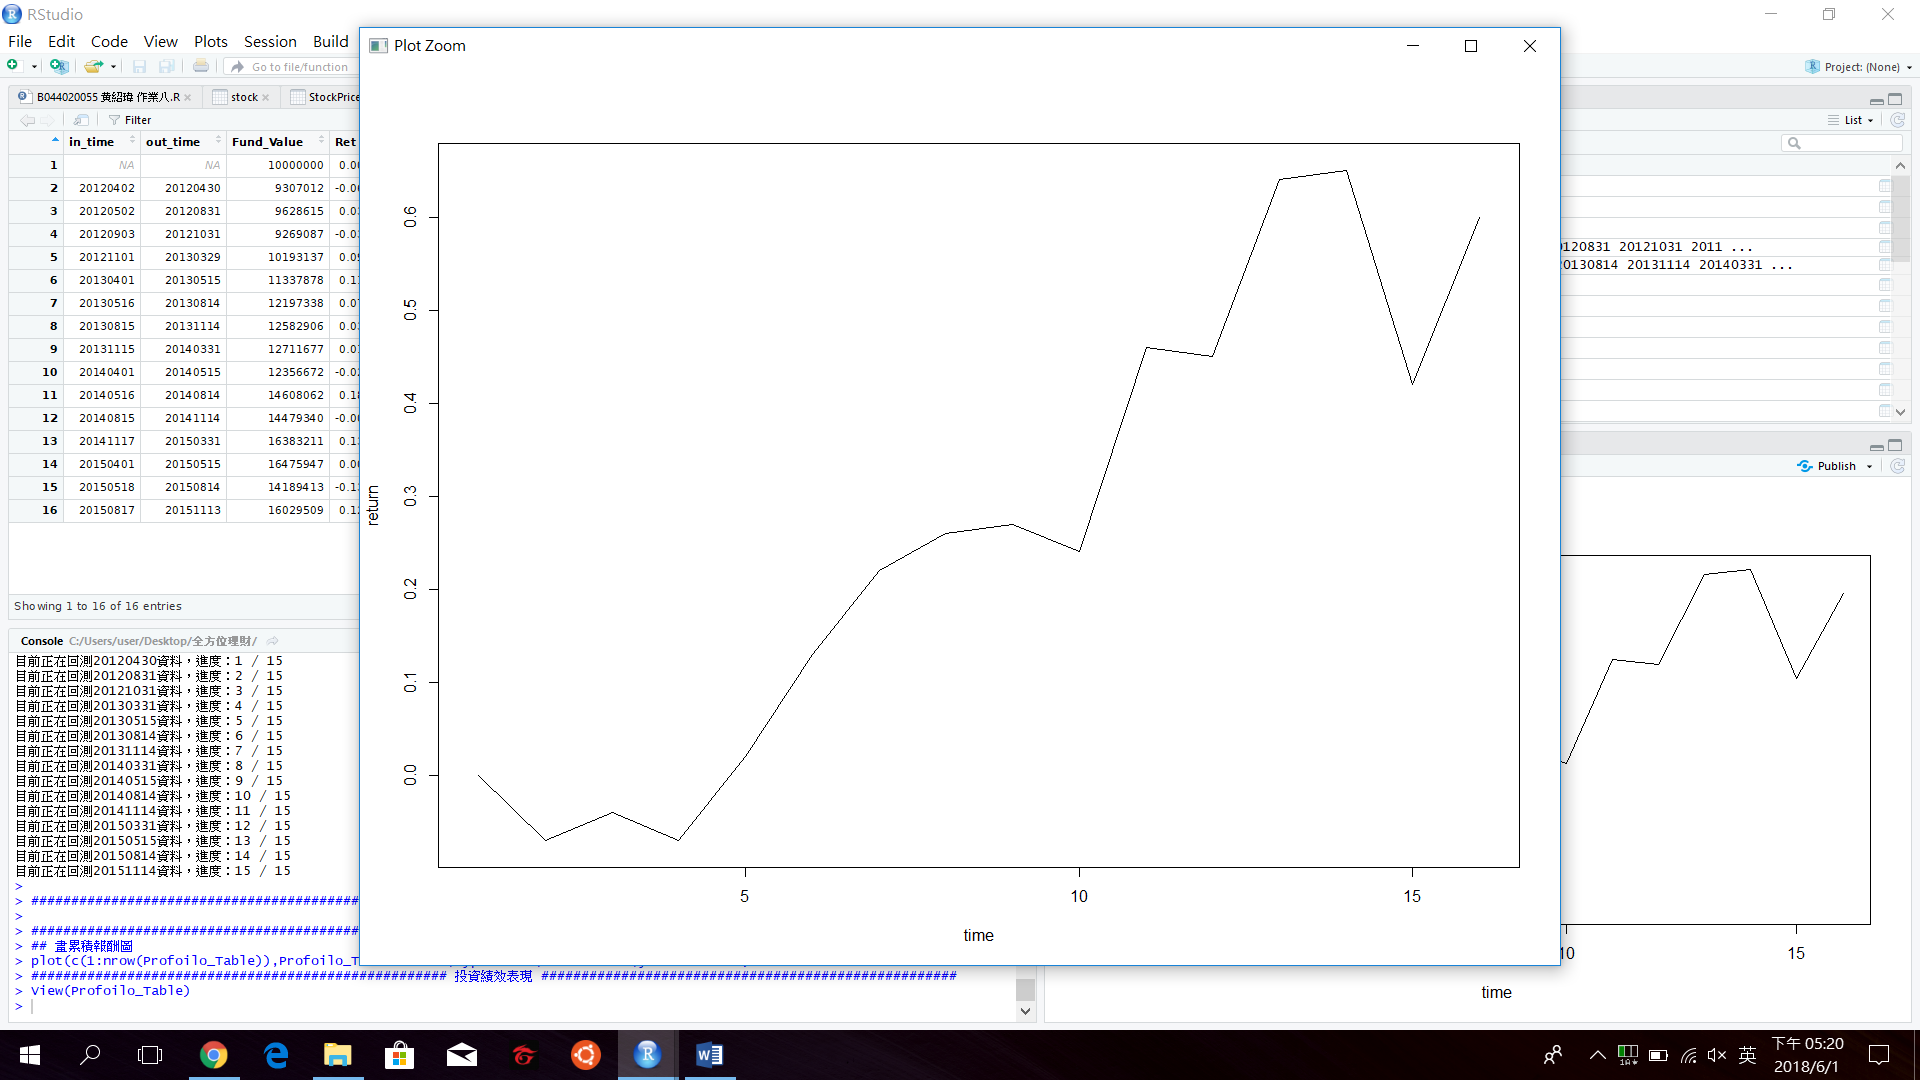 RStudio
File Edit Code View Plots Session Build
Go to file/function
Project: (None)
B044020055 黄紹瑋 作業八.R
stock
StockPrice
Filter
in_time out_time Fund_Value Ret
1 NA NA 10000000 0.00
2 20120402 20120430 9307012
3 20120502 20120831 9628615
4 20120903 20121031 9269087
5 20121101 20130329 10193137
6 20130401 20130515 11337878
7 20130516 20130814 12197338
8 20130815 20131114 12582906
9 20131115 20140331 12711677
10 20140401 20140515 12356672
11 20140516 20140814 14608062
12 20140815 20141114 14479340
13 20141117 20150331 16383211
14 20150401 20150515 16475947
15 20150518 20150814 14189413
16 20150817 20151113 16029509
Showing 1 to 16 of 16 entries
Console C:/Users/user/Desktop/全方位理財/
目前正在回測20120430資料，進度：1 / 15
目前正在回測20120831資料，進度：2 / 15
目前正在回測20121031資料，進度：3 / 15
目前正在回測20130331資料，進度：4 / 15
目前正在回測20130515資料，進度：5 / 15
目前正在回測20130814資料，進度：6 / 15
目前正在回測20131114資料，進度：7 / 15
目前正在回測20140331資料，進度：8 / 15
目前正在回測20140515資料，進度：9 / 15
目前正在回測20140814資料，進度：10 / 15
目前正在回測20141114資料，進度：11 / 15
目前正在回測20150331資料，進度：12 / 15
目前正在回測20150515資料，進度：13 / 15
目前正在回測20150814資料，進度：14 / 15
目前正在回測20151114資料，進度：15 / 15
>
> #########################################
>
> #########################################
> ## 畫累積報酬圖
> plot(c(1:nrow(Profoilo_Table)),Profoilo_T
> #################################################### 投資績效表現 ####################################################
> View(Profoilo_Table)
>
Plot Zoom
return
0.6
0.5
0.4
0.3
0.2
0.1
0.0
5 10 15
time
List
20831 20121031 2011 ...
20130814 20131114 20140331 ...
Publish
10 15
time
英
下午 05:20
2018/6/1